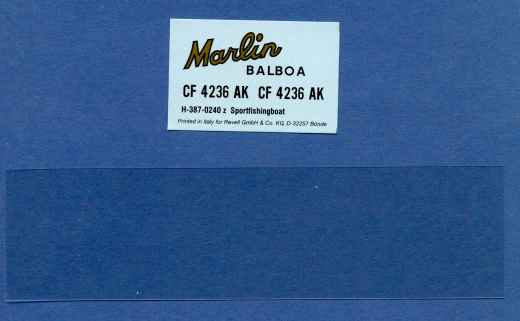 Marlin
BALBOA
CF 4236 AK CF 4236 AK
H-387-0240 z Sportfishingboat
Printed in Italy for Revell GmbH & Co. KG, D-32257 Bünde